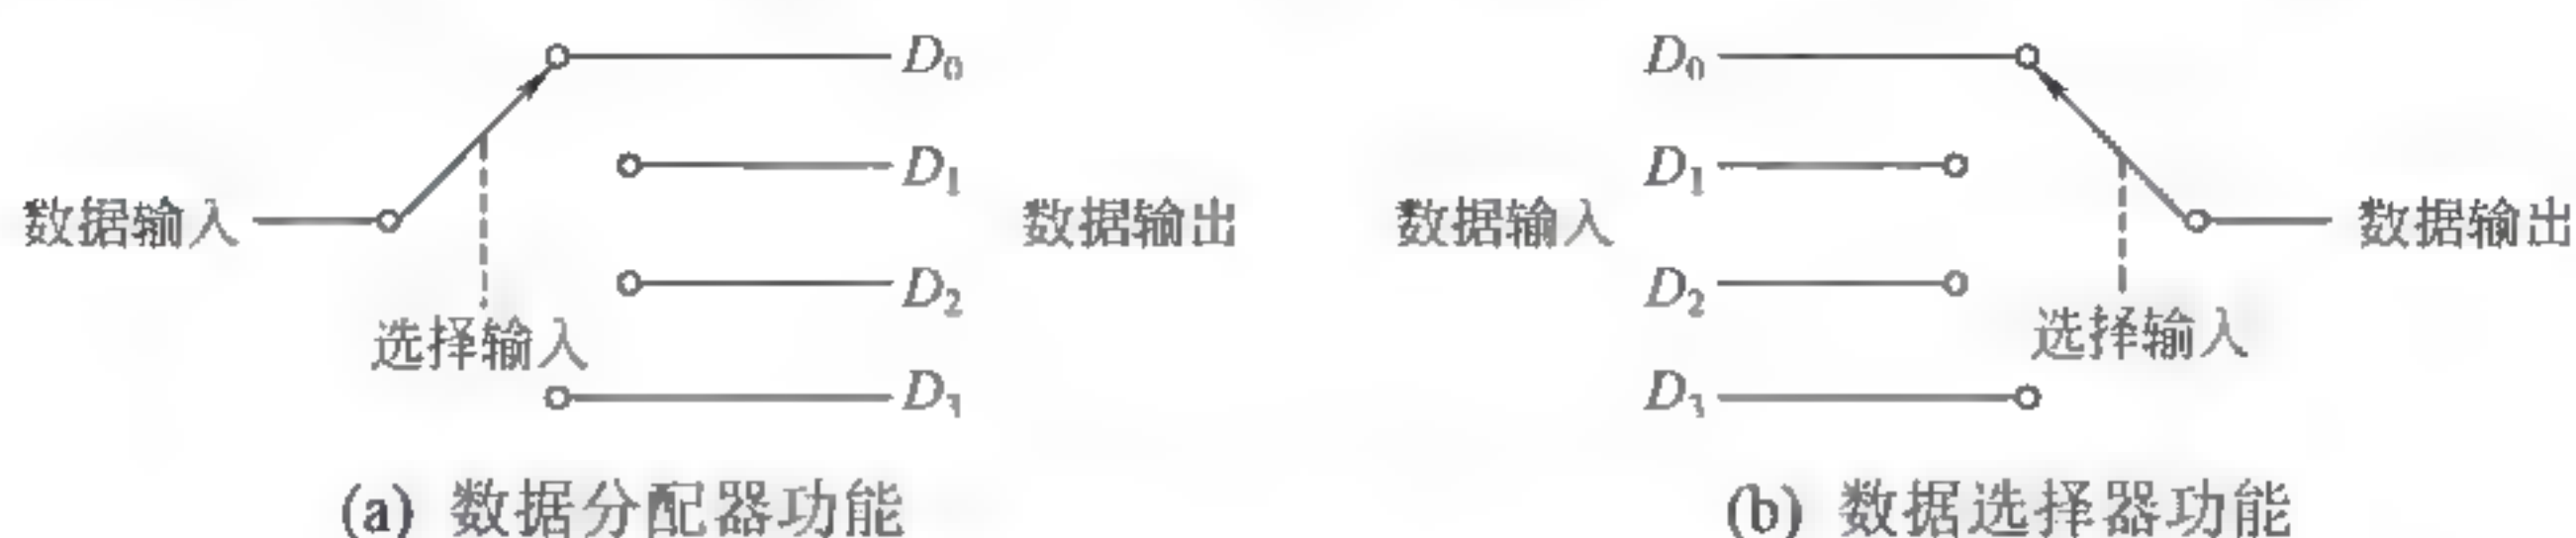 D₀ D₀
D₁ D₁
数据输入 数据输出 数据输入 数据输出
D₂ D₂
选择输入 选择输入
D₃ D₃
(a) 数据分配器功能 (b) 数据选择器功能